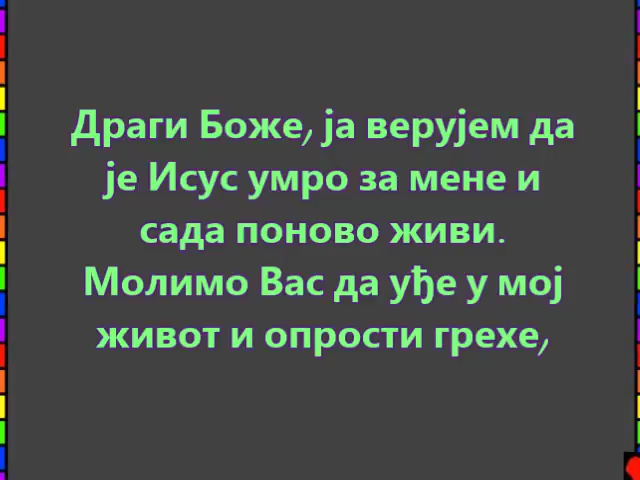 Драги Боже, ја верујем да
је Исус умро за мене и
сада поново живи.
Молимо Вас да уђе у мој
живот и опрости грехе,